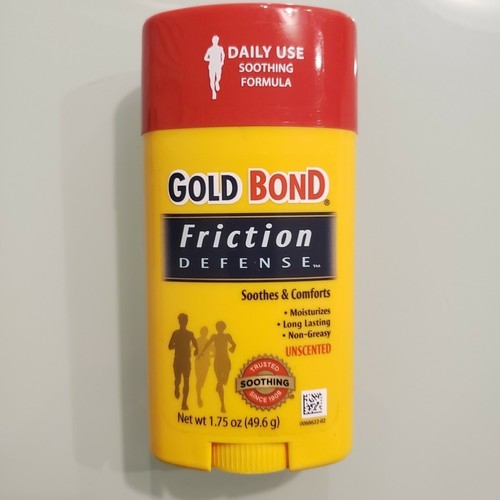 DAILY USE
SOOTHING
FORMULA
GOLD BOND®
Friction
DEFENSE™
Soothes & Comforts
• Moisturizes
• Long Lasting
• Non-Greasy
UNSCENTED
TRUSTED
SOOTHING
SINCE 1908
Net wt 1.75 oz (49.6 g)